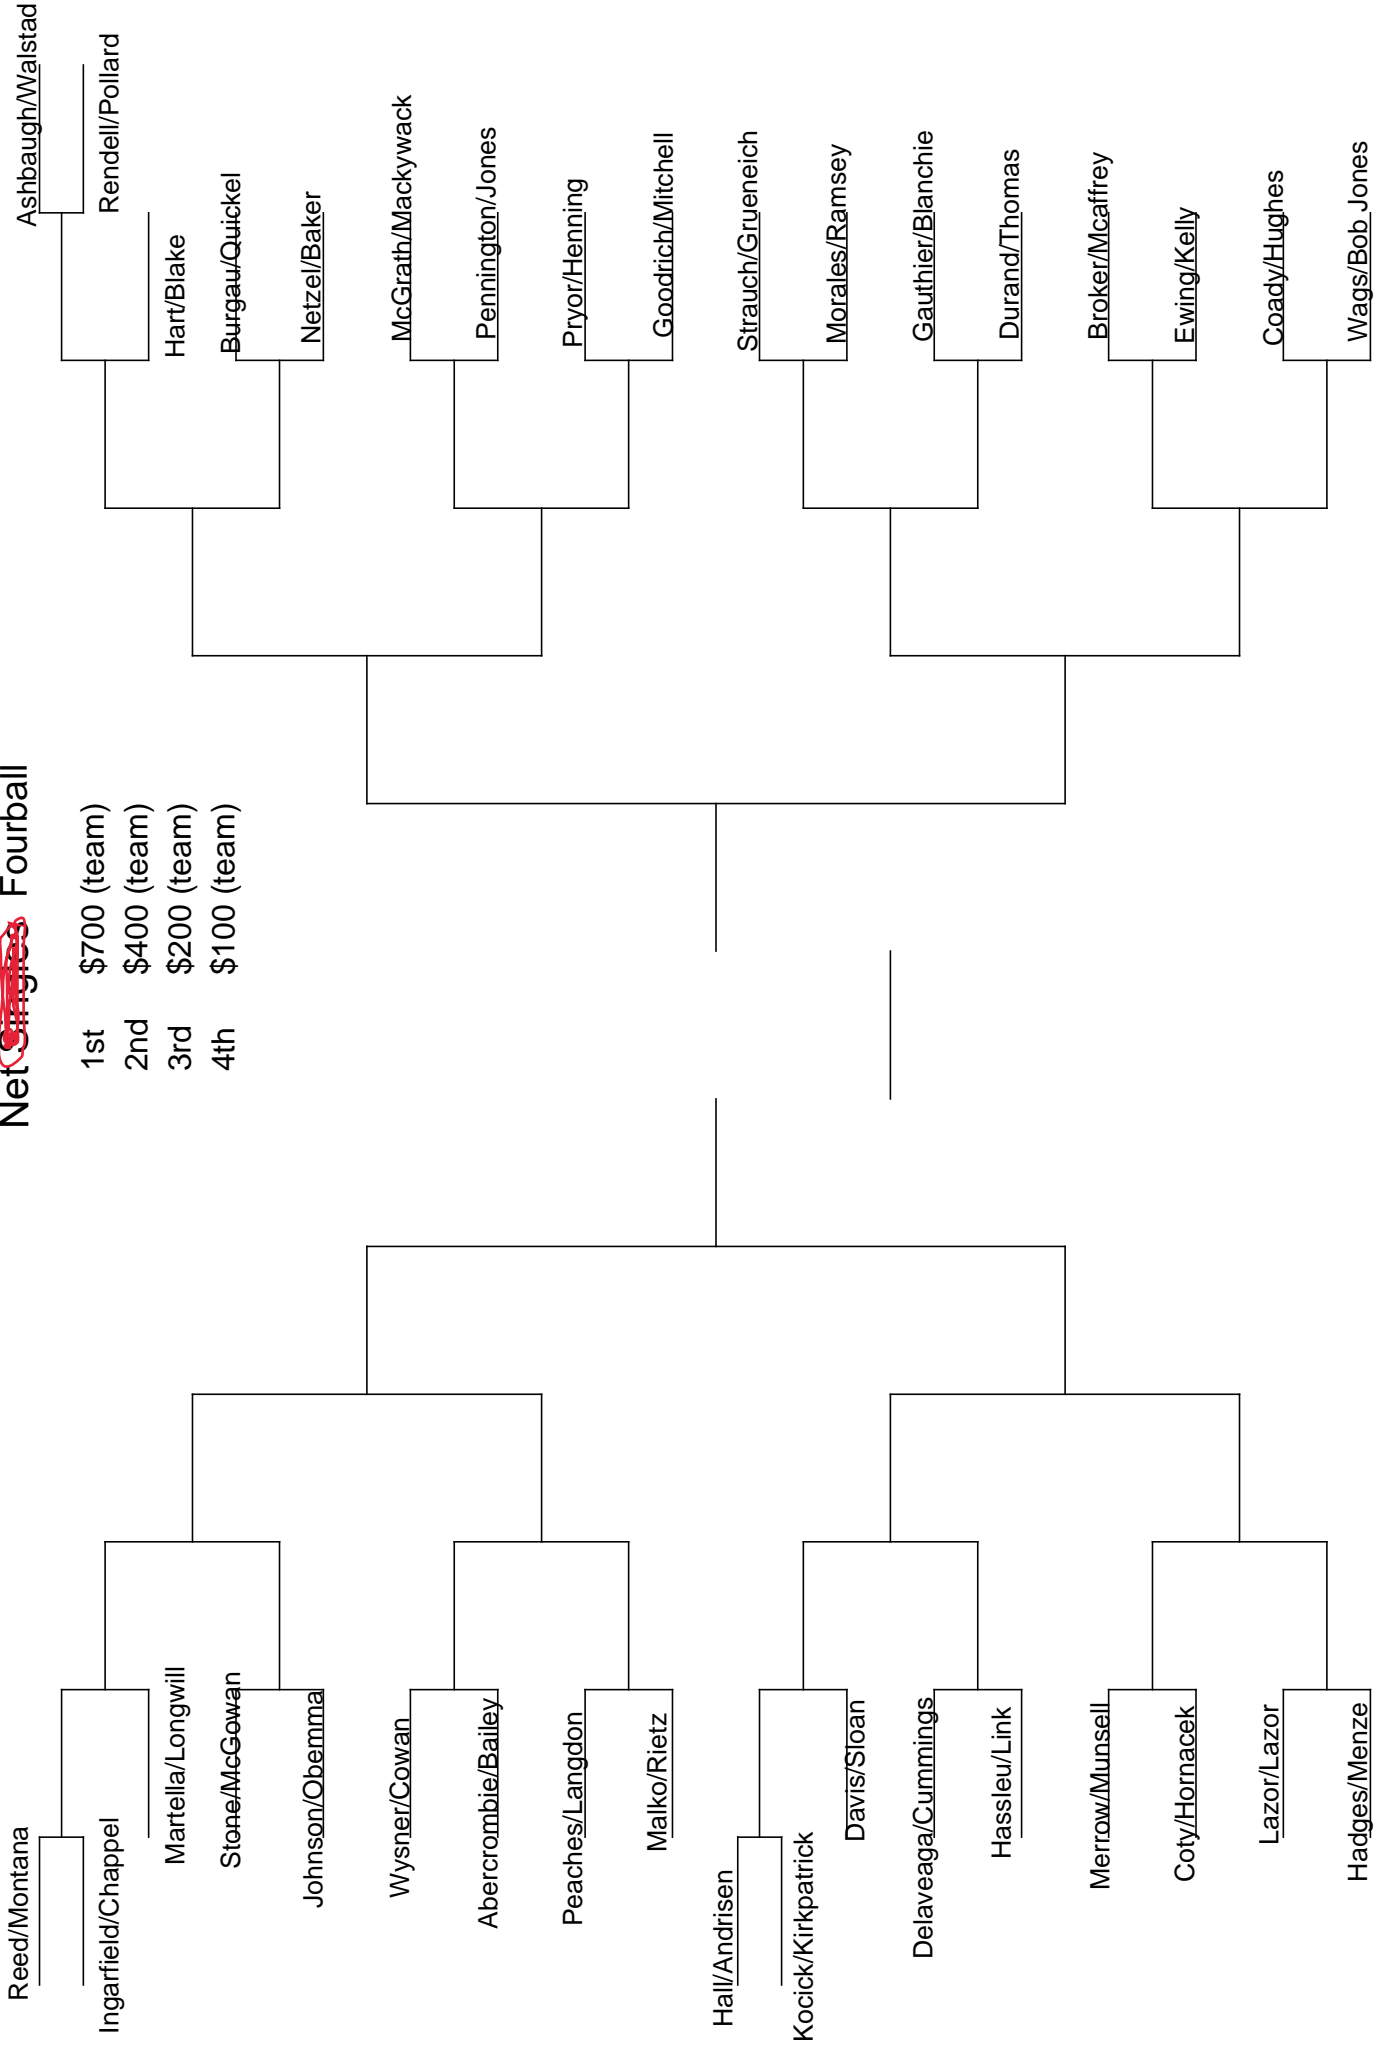 Net Singles Fourball
1st $700 (team)
2nd $400 (team)
3rd $200 (team)
4th $100 (team)
Reed/Montana
Ingarfield/Chappel
Martella/Longwill
Stone/McGowan
Johnson/Obemma
Wysner/Cowan
Abercrombie/Bailey
Peaches/Langdon
Malko/Rietz
Hall/Andrisen
Kocick/Kirkpatrick
Davis/Sloan
Delaveaga/Cummings
Hassleu/Link
Merrow/Munsell
Coty/Hornacek
Lazor/Lazor
Hadges/Menze
Ashbaugh/Walstad
Rendell/Pollard
Hart/Blake
Burgau/Quickel
Netzel/Baker
McGrath/Mackywack
Pennington/Jones
Pryor/Henning
Goodrich/Mitchell
Strauch/Grueneich
Morales/Ramsey
Gauthier/Blanchie
Durand/Thomas
Broker/Mcaffrey
Ewing/Kelly
Coady/Hughes
Wags/Bob Jones